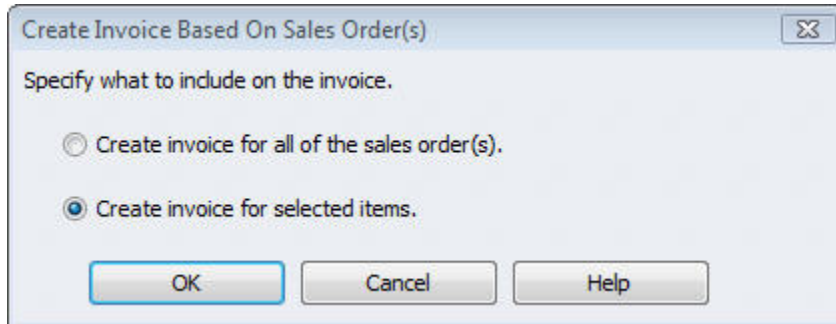 Create Invoice Based On Sales Order(s)
Specify what to include on the invoice.
Create invoice for all of the sales order(s).
Create invoice for selected items.
OK Cancel Help